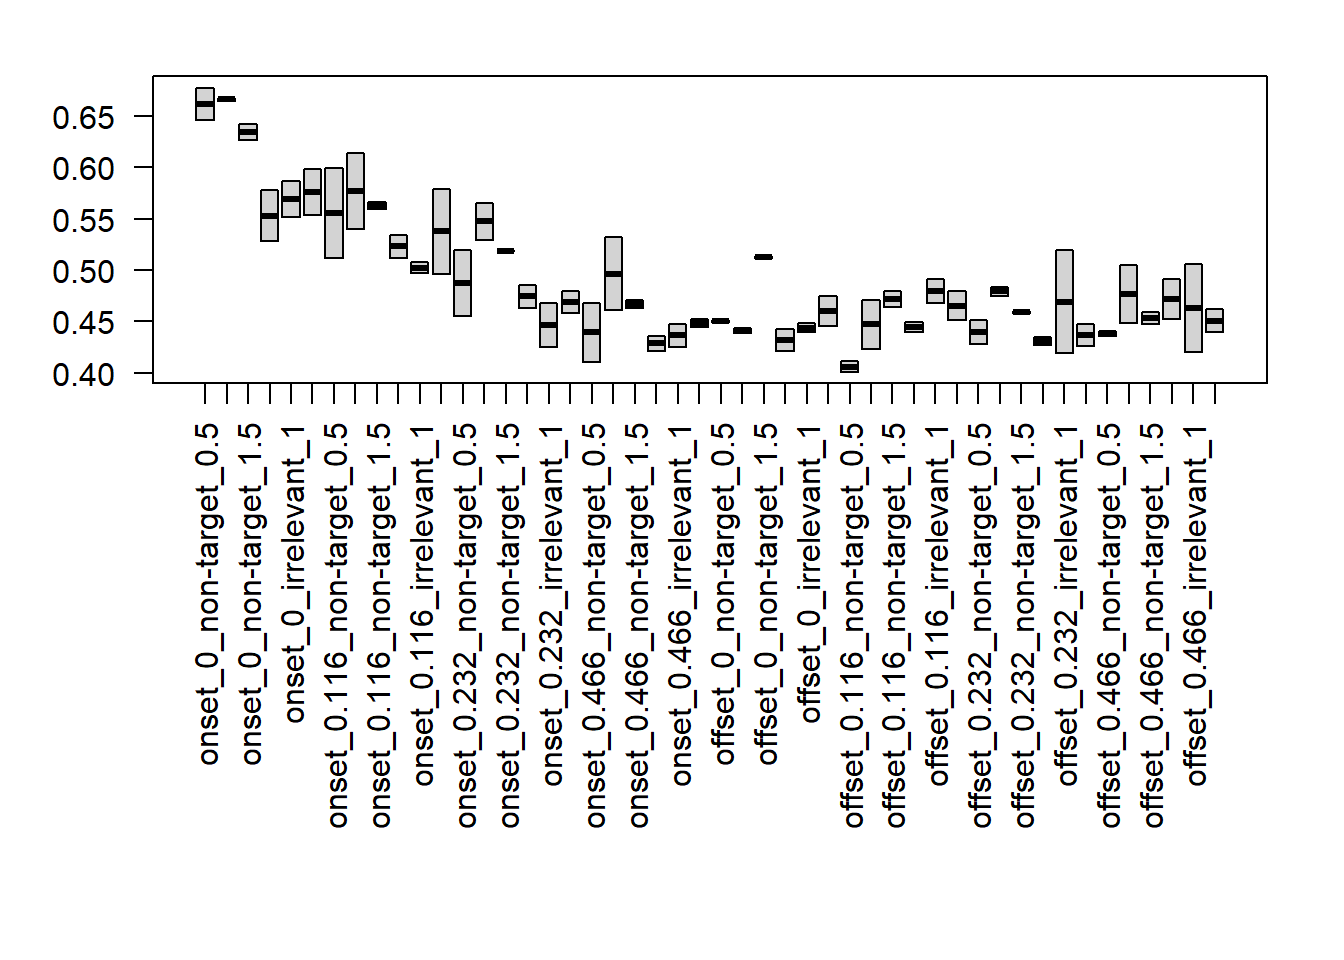 0.65
0.60
0.55
0.50
0.45
0.40
onset_0_non-target_0.5
onset_0_non-target_1.5
onset_0_irrelevant_1
onset_0.116_non-target_0.5
onset_0.116_non-target_1.5
onset_0.116_irrelevant_1
onset_0.232_non-target_0.5
onset_0.232_non-target_1.5
onset_0.232_irrelevant_1
onset_0.466_non-target_0.5
onset_0.466_non-target_1.5
onset_0.466_irrelevant_1
offset_0_non-target_0.5
offset_0_non-target_1.5
offset_0_irrelevant_1
offset_0.116_non-target_0.5
offset_0.116_non-target_1.5
offset_0.116_irrelevant_1
offset_0.232_non-target_0.5
offset_0.232_non-target_1.5
offset_0.232_irrelevant_1
offset_0.466_non-target_0.5
offset_0.466_non-target_1.5
offset_0.466_irrelevant_1